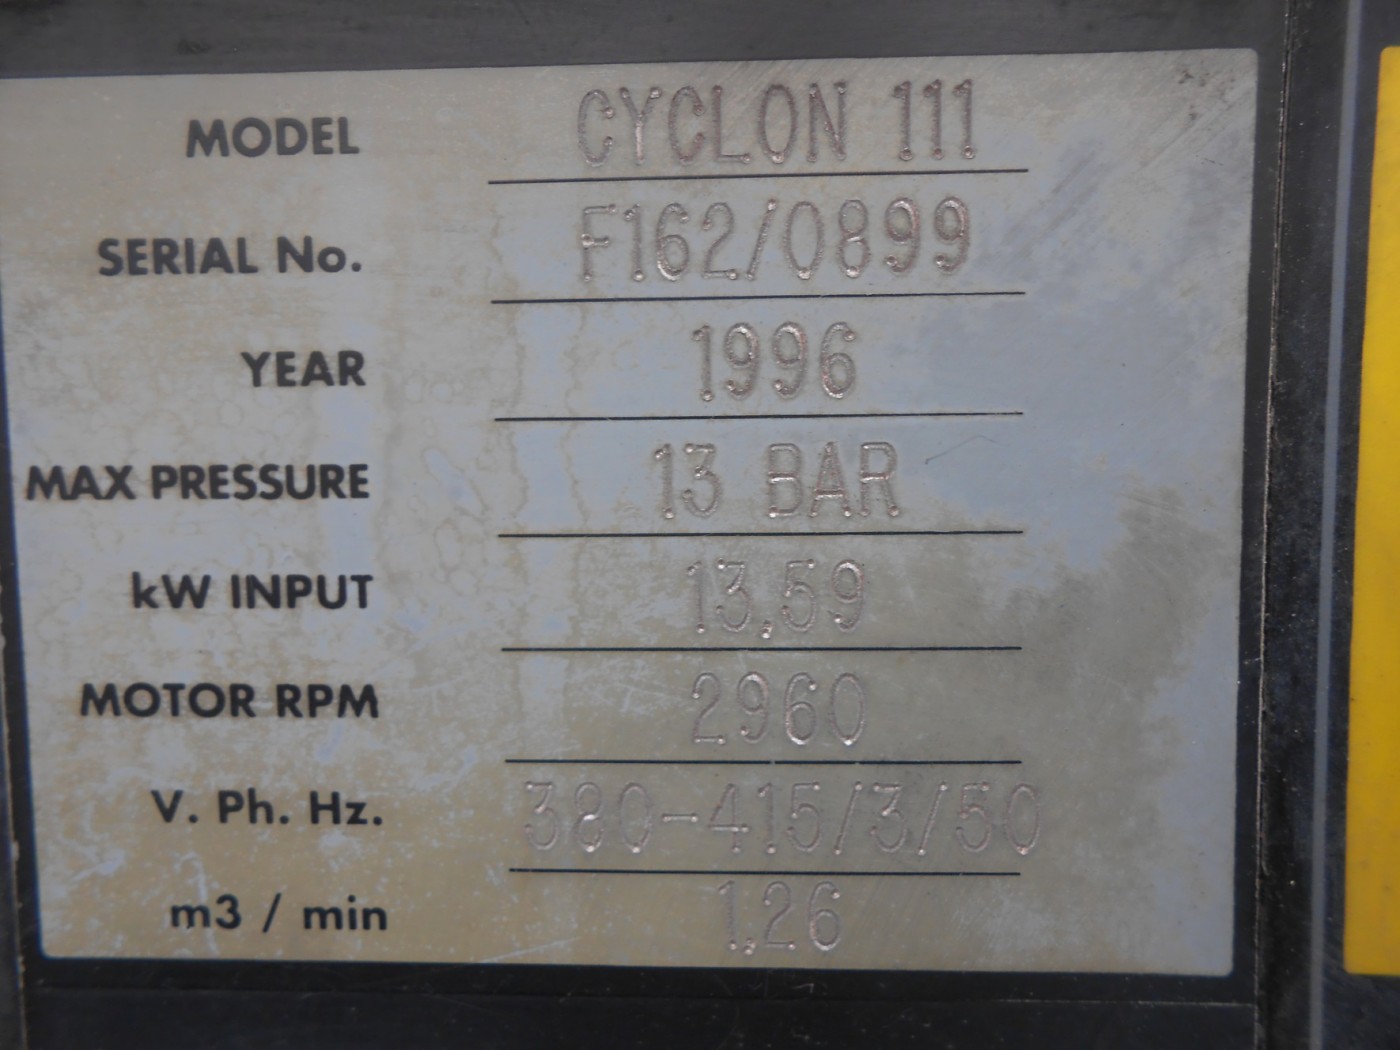 MODEL CYCLON 111
SERIAL No. F162/0899
YEAR 1996
MAX PRESSURE 13 BAR
kW INPUT 13,59
MOTOR RPM 2960
V. Ph. Hz. 380-415/3/50
m3 / min 1,26